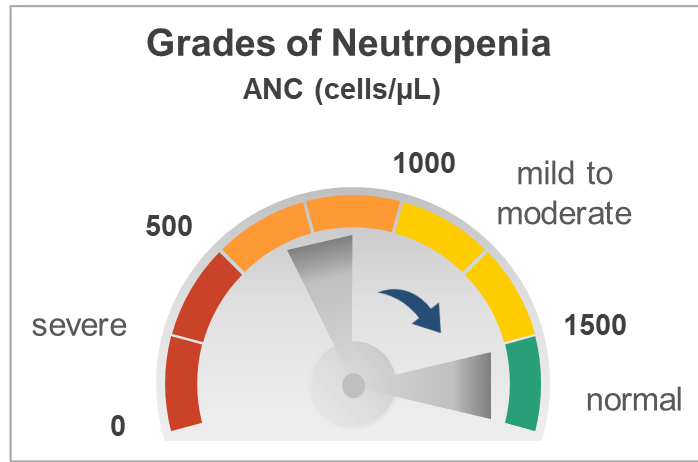 Grades of Neutropenia
ANC (cells/µL)
1000
mild to
moderate
500
severe
1500
normal
0